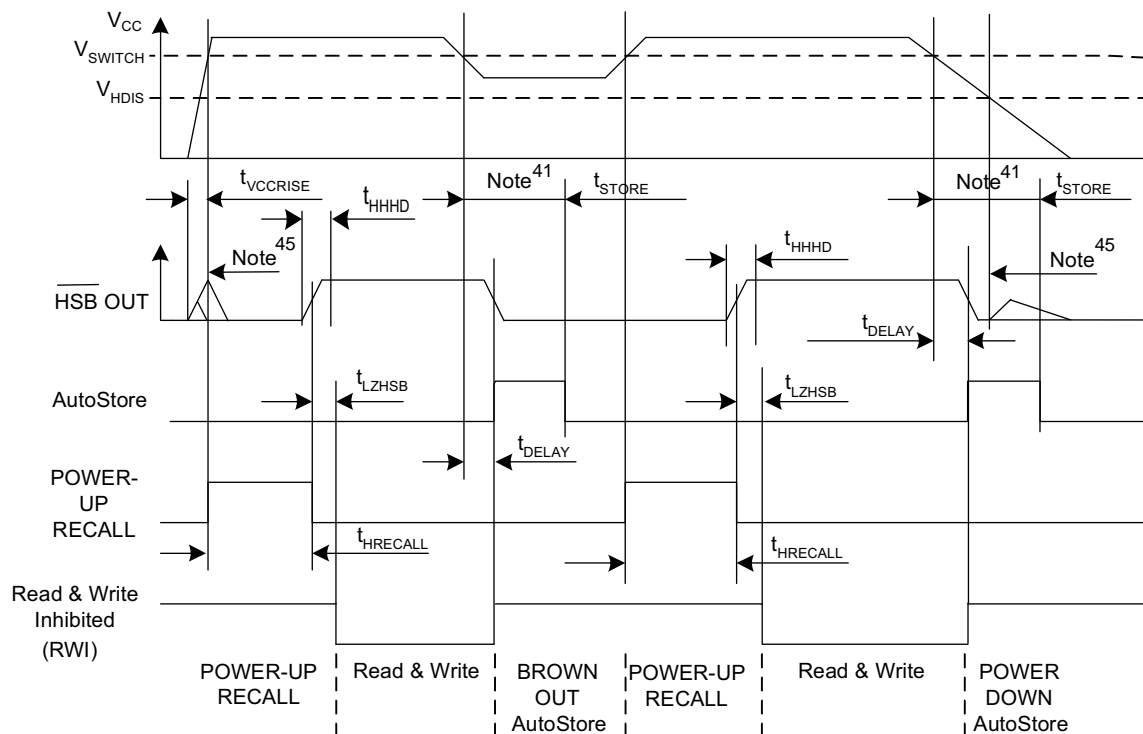 VCC
VSWITCH
VHDIS
tVCCRISE
Note41
tSTORE
Note41
tSTORE
tHHHD
Note45
tHHHD
Note45
HSB OUT
tDELAY
tLZHSB
tLZHSB
AutoStore
tDELAY
POWER-
UP
RECALL
tHRECALL
tHRECALL
Read & Write
Inhibited
(RWI)
POWER-UP
RECALL
Read & Write
BROWN
OUT
AutoStore
POWER-UP
RECALL
Read & Write
POWER
DOWN
AutoStore